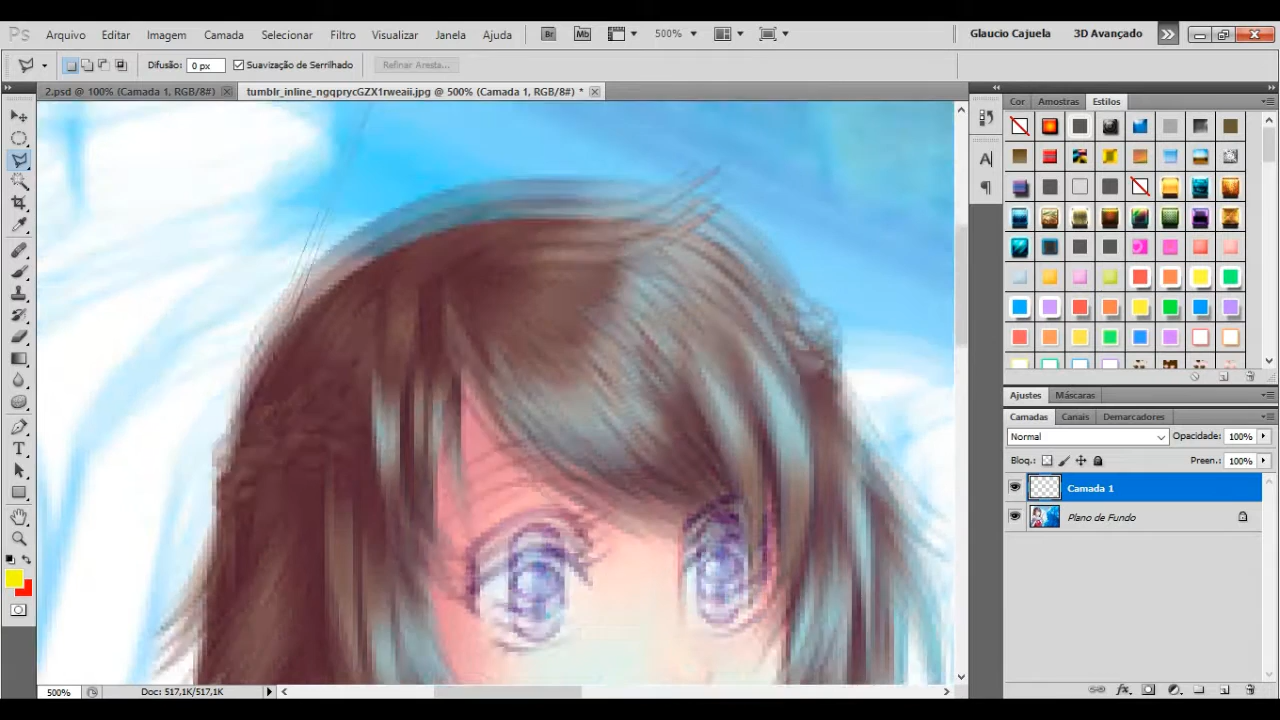 Ps Arquivo Editar Imagem Camada Selecionar Filtro Visualizar Janela Ajuda Br Mb 500% Glaucio Cajuela 3D Avançado
Difusão: 0 px Suavização de Serrilhado Refinar Aresta...
2.psd @ 100% (Camada 1, RGB/8#) tumblr_inline_ngqprycGZX1rweaii.jpg @ 500% (Camada 1, RGB/8#) *
Cor Amostras Estilos
Ajustes Máscaras
Camadas Canais Demarcadores
Normal Opacidade: 100%
Bloq.: Preen.: 100%
Camada 1
Plano de Fundo
500% Doc: 517,1K/517,1K